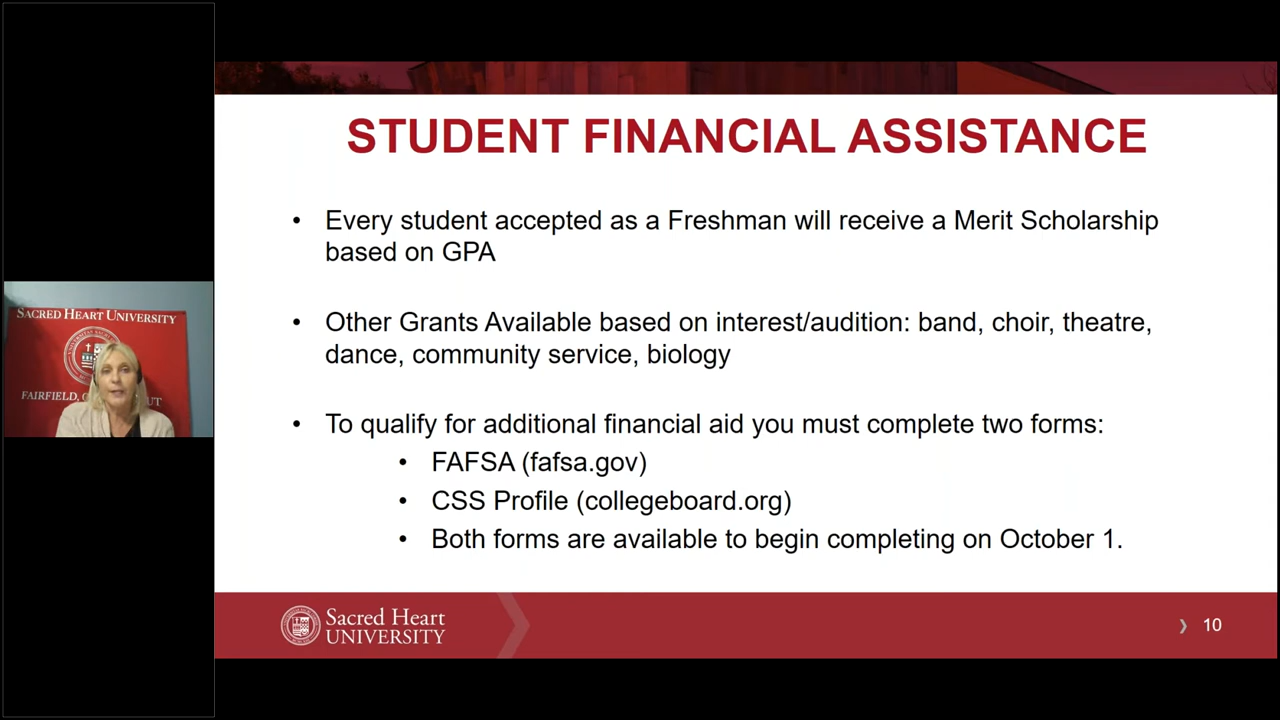 STUDENT FINANCIAL ASSISTANCE
• Every student accepted as a Freshman will receive a Merit Scholarship
based on GPA
• Other Grants Available based on interest/audition: band, choir, theatre,
dance, community service, biology
• To qualify for additional financial aid you must complete two forms:
• FAFSA (fafsa.gov)
• CSS Profile (collegeboard.org)
• Both forms are available to begin completing on October 1.
SACRED HEART UNIVERSITY
FAIRFIELD,
Sacred Heart
UNIVERSITY
10